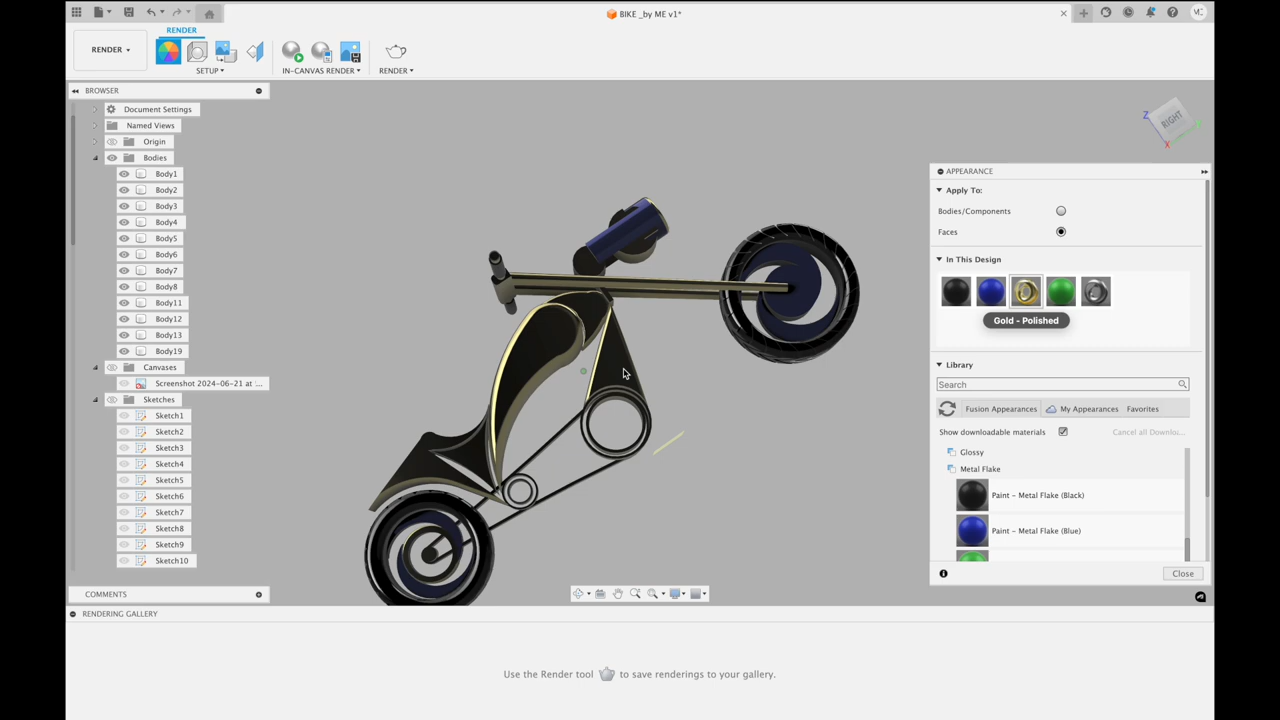 BIKE _by ME v1*
MC
RENDER
RENDER
SETUP
IN-CANVAS RENDER
RENDER
BROWSER
Document Settings
Named Views
Origin
Bodies
Body1
Body2
Body3
Body4
Body5
Body6
Body7
Body8
Body11
Body12
Body13
Body19
Canvases
Screenshot 2024-06-21 at ...
Sketches
Sketch1
Sketch2
Sketch3
Sketch4
Sketch5
Sketch6
Sketch7
Sketch8
Sketch9
Sketch10
COMMENTS
Z
RIGHT
X
APPEARANCE
Apply To:
Bodies/Components
Faces
In This Design
Gold - Polished
Library
Search
Fusion Appearances
My Appearances
Favorites
Show downloadable materials
Cancel all Downlo...
Glossy
Metal Flake
Paint - Metal Flake (Black)
Paint - Metal Flake (Blue)
Close
RENDERING GALLERY
Use the Render tool to save renderings to your gallery.